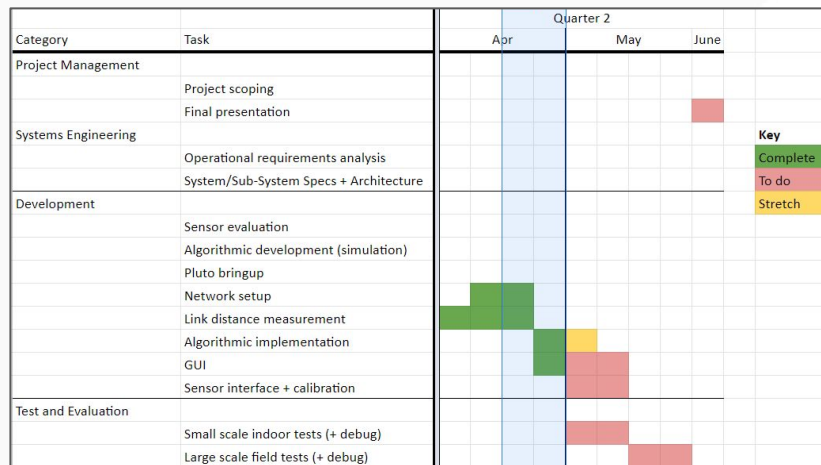 Quarter 2
Category Task Apr May June
Project Management
Project scoping
Final presentation
Systems Engineering Key
Operational requirements analysis Complete
System/Sub-System Specs + Architecture To do
Development Stretch
Sensor evaluation
Algorithmic development (simulation)
Pluto bringup
Network setup
Link distance measurement
Algorithmic implementation
GUI
Sensor interface + calibration
Test and Evaluation
Small scale indoor tests (+ debug)
Large scale field tests (+ debug)